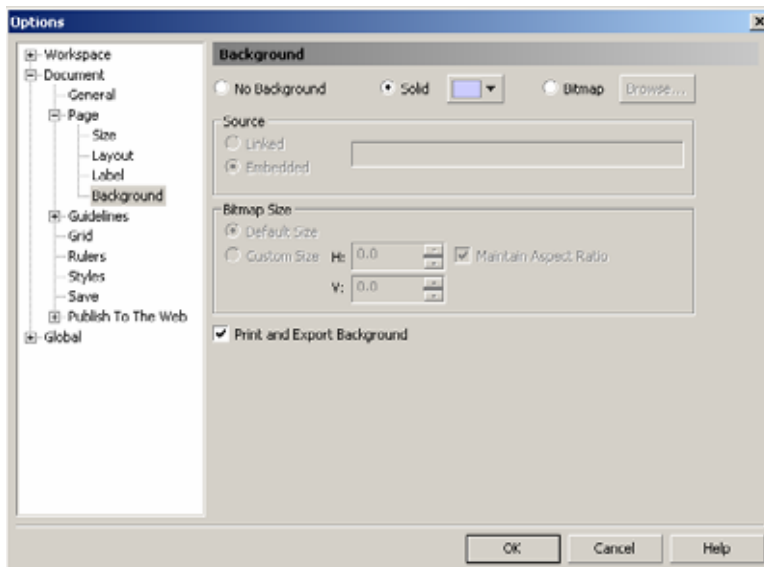 Options
Workspace
Document
General
Page
Size
Layout
Label
Background
Guidelines
Grid
Rulers
Styles
Save
Publish To The Web
Global
Background
No Background Solid Bitmap Browse...
Source
Linked
Embedded
Bitmap Size
Default Size
Custom Size H: 0.0 Maintain Aspect Ratio
V: 0.0
Print and Export Background
OK Cancel Help